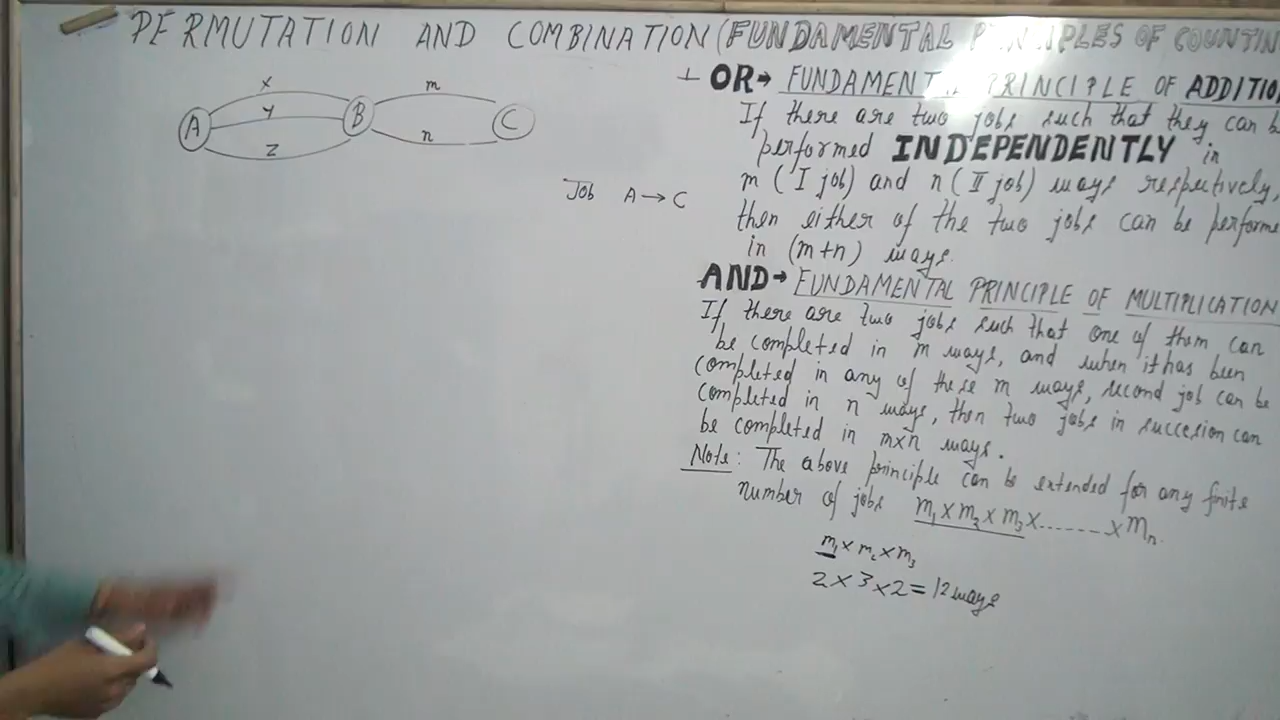 PERMUTATION AND COMBINATION (FUNDAMENTAL PRINCIPLES OF COUNTIN
+ OR→ FUNDAMENTAL PRINCIPLE OF ADDITIO
If there are two jobs such that they can b
performed INDEPENDENTLY in
m (I job) and n (II job) ways respectively,
then either of the two jobs can be performe
in (m+n) ways.
AND→ FUNDAMENTAL PRINCIPLE OF MULTIPLICATION
If there are two jobs such that one of them can
be completed in m ways, and when it has been
completed in any of these m ways, second job can be
completed in n ways, then two jobs in succesion can
be completed in m×n ways.
Note: The above principle can be extended for any finite
number of jobs m₁×m₂×m₃×.......×mₙ.
m₁×m₂×m₃
2×3×2=12 ways
x
m
A
y
B
C
z
n
Job A→C